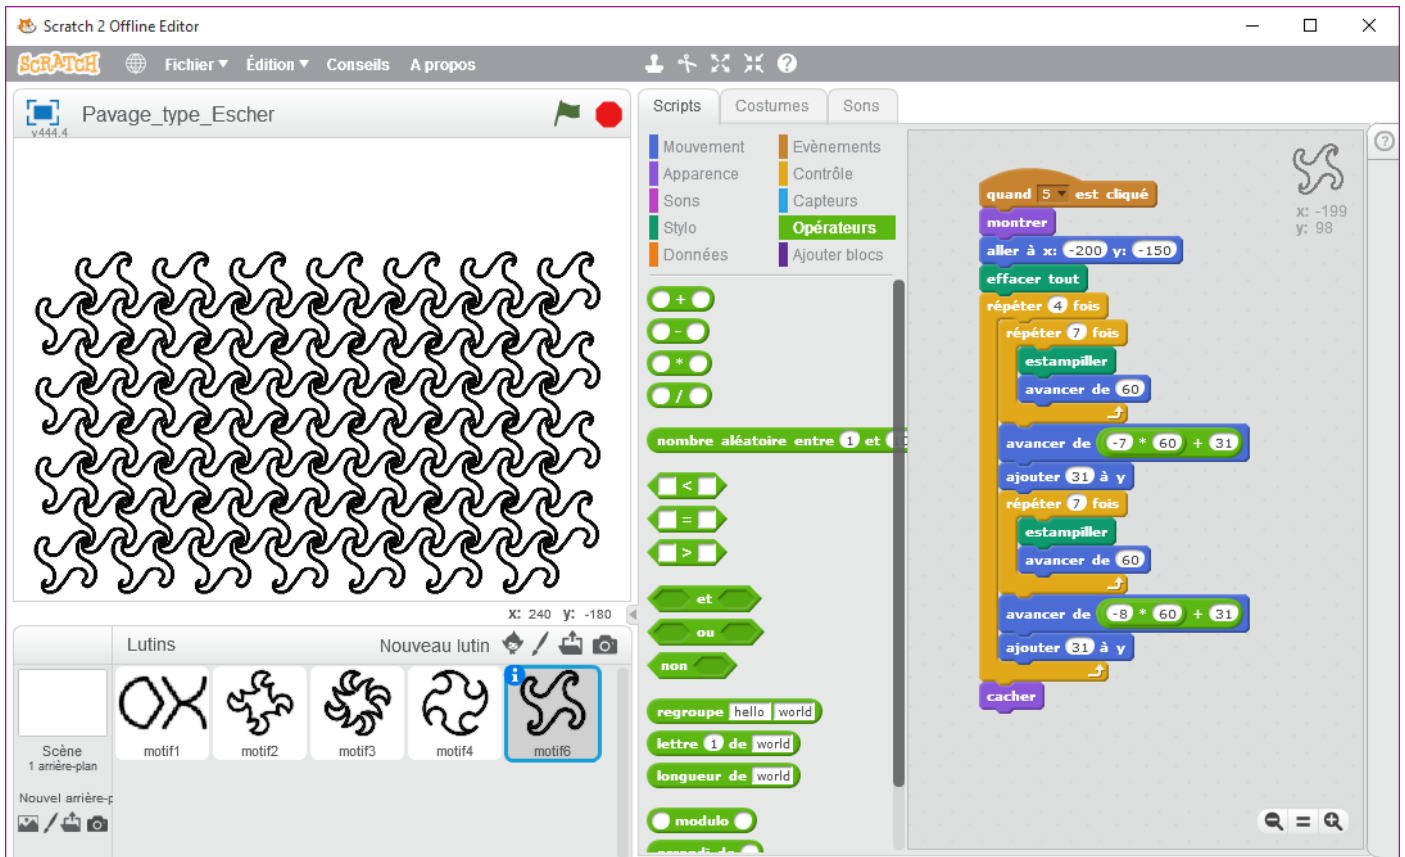 Scratch 2 Offline Editor
SCRATCH Fichier Édition Conseils A propos
v444.4 Pavage_type_Escher
X: 240 y: -180
Lutins Nouveau lutin
motif1 motif2 motif3 motif4 motif6
Scène
1 arrière-plan
Nouvel arrière-p
Scripts Costumes Sons
Mouvement Evènements
Apparence Contrôle
Sons Capteurs
Stylo Opérateurs
Données Ajouter blocs
+
-
*
/
nombre aléatoire entre 1 et 10
<
=
>
et
ou
non
regroupe hello world
lettre 1 de world
longueur de world
modulo
arrondi de
quand 5 est cliqué
montrer
aller à x: -200 y: -150
effacer tout
répéter 4 fois
répéter 7 fois
estampiller
avancer de 60
avancer de -7 * 60 + 31
ajouter 31 à y
répéter 7 fois
estampiller
avancer de 60
avancer de -8 * 60 + 31
ajouter 31 à y
cacher
x: -199
y: 98